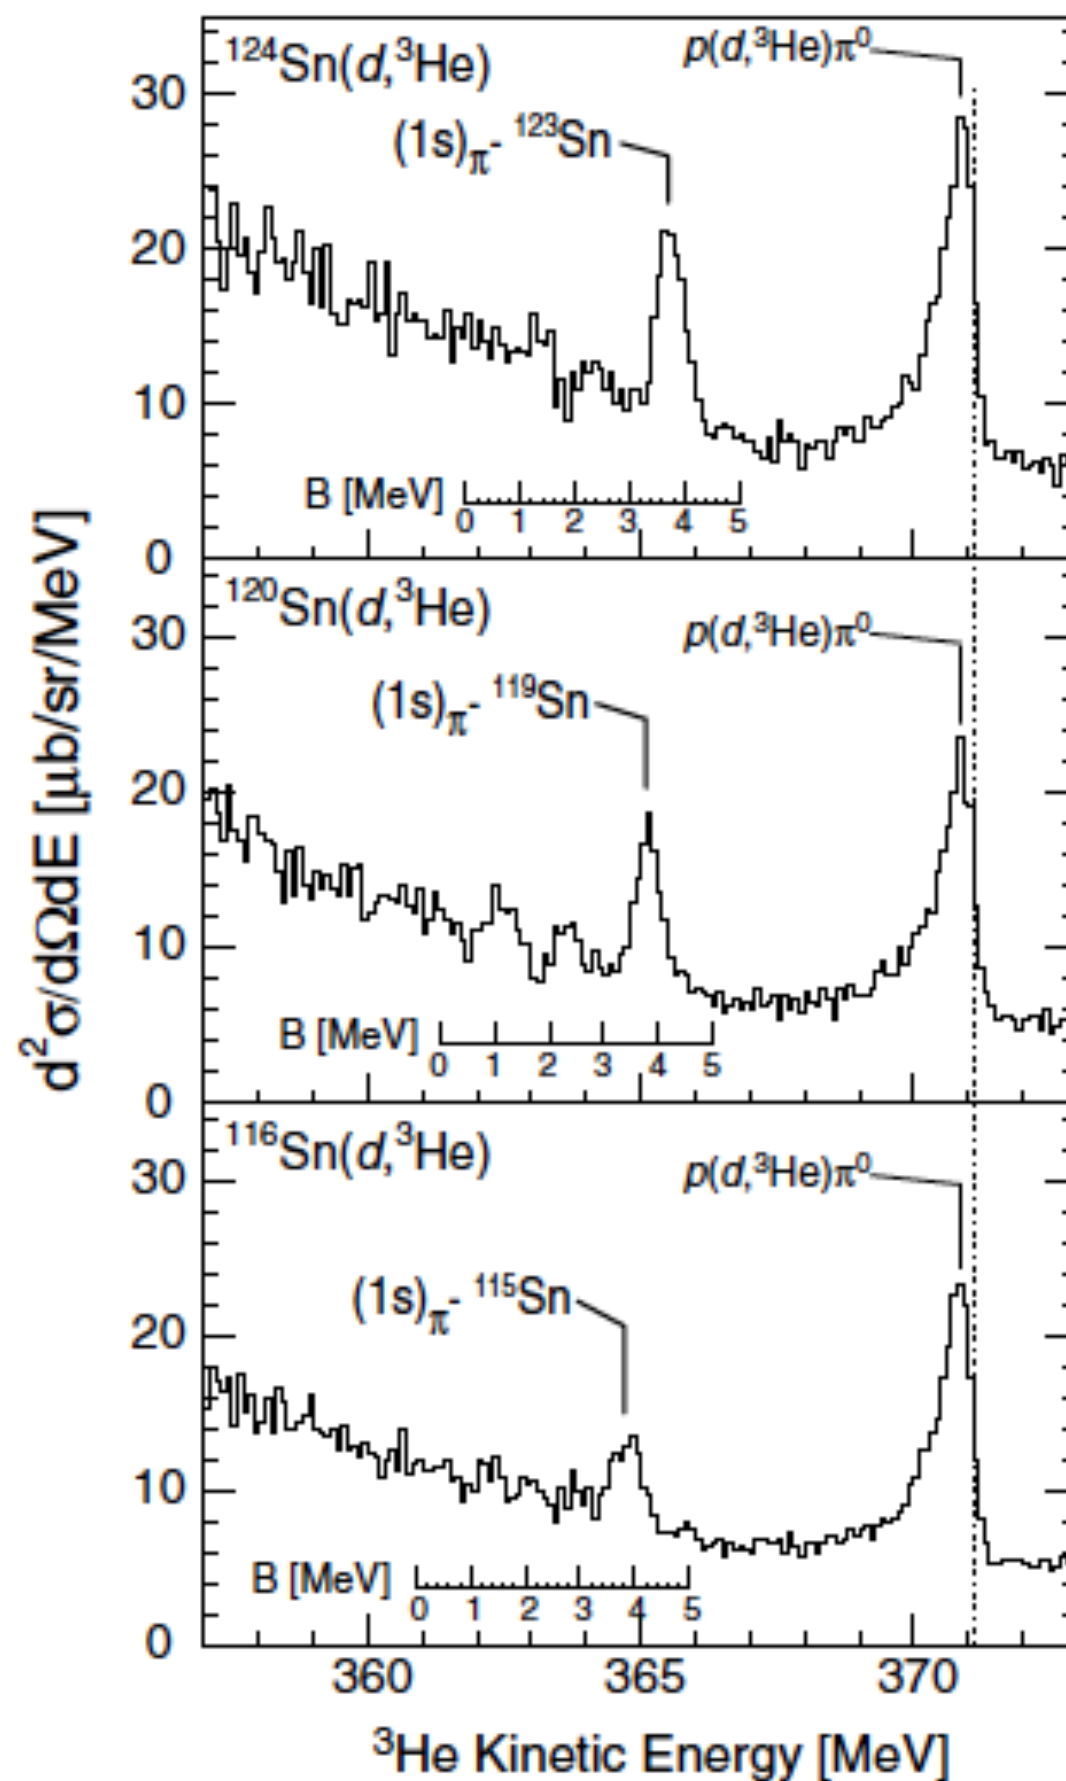 d²σ/dΩdE [μb/sr/MeV]
¹²⁴Sn(d,³He)
p(d,³He)π⁰
(1s)π- ¹²³Sn
30
20
10
0
B [MeV]
0 1 2 3 4 5
¹²⁰Sn(d,³He)
p(d,³He)π⁰
(1s)π- ¹¹⁹Sn
30
20
10
0
B [MeV]
0 1 2 3 4 5
¹¹⁶Sn(d,³He)
p(d,³He)π⁰
(1s)π- ¹¹⁵Sn
30
20
10
0
B [MeV]
0 1 2 3 4 5
360 365 370
³He Kinetic Energy [MeV]